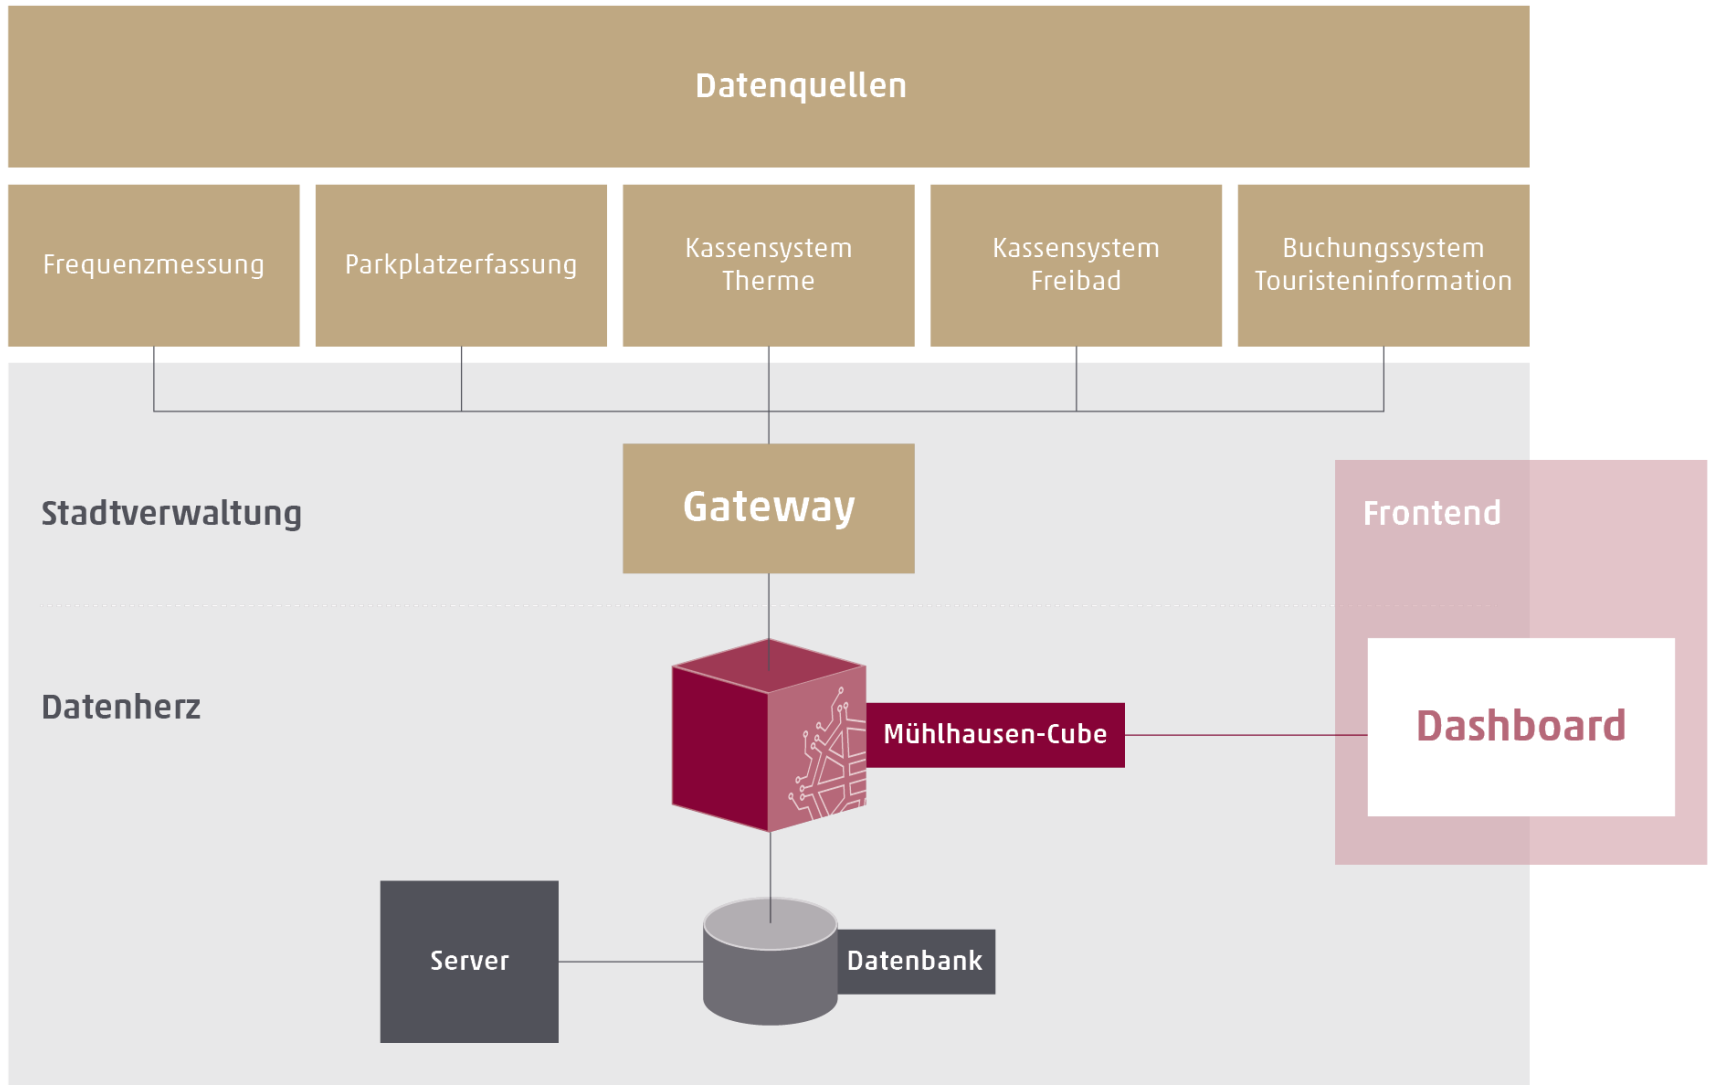 Datenquellen
Frequenzmessung
Parkplatzerfassung
Kassensystem
Therme
Kassensystem
Freibad
Buchungssystem
Touristeninformation
Stadtverwaltung
Gateway
Frontend
Datenherz
Mühlhausen-Cube
Dashboard
Server
Datenbank